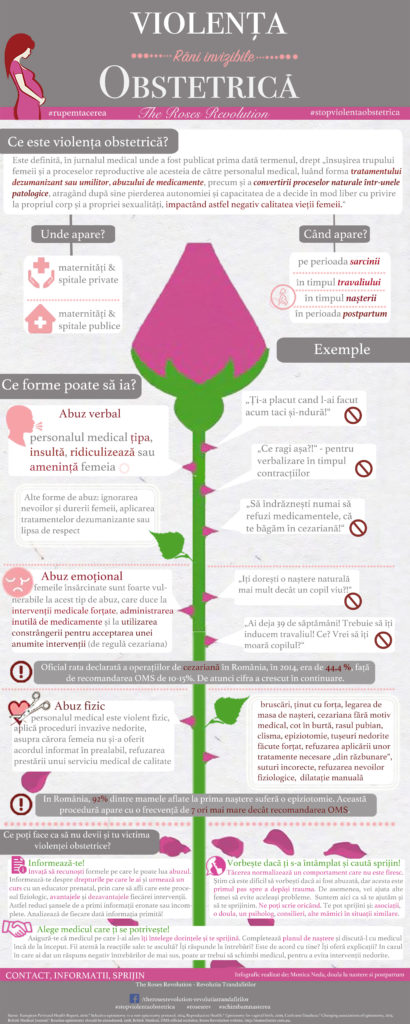 VIOLENȚA
Răni invizibile
OBSTETRICĂ
#rupemtacerea
The Roses Revolution
#stopviolentaobstetrica
Ce este violența obstetrică?
Este definită, în jurnalul medical unde a fost publicat prima dată termenul, drept „însușirea trupului
femeii și a proceselor reproductive ale acesteia de către personalul medical, luând forma tratamentului
dezumanizant sau umilitor, abuzului de medicamente, precum și a convertirii proceselor naturale într-unele
patologice, atragând după sine pierderea autonomiei și capacitatea de a decide în mod liber cu privire
la propriul corp și a propriei sexualități, impactând astfel negativ calitatea vieții femeii."
Unde apare?
maternități &
spitale private
maternități &
spitale publice
Când apare?
pe perioada sarcinii
în timpul travaliului
în timpul nașterii
în perioada postpartum
Exemple
Ce forme poate să ia?
Abuz verbal
personalul medical țipa,
insultă, ridiculizează sau
amenință femeia
Alte forme de abuz: ignorarea
nevoilor și durerii femeii, aplicarea
tratamentelor dezumanizante sau
lipsa de respect
„Ți-a placut cand l-ai facut
acum taci și-ndură!"
„Ce ragi așa?!" - pentru
verbalizare în timpul
contracțiilor
„Să îndrăznești numai să
refuzi medicamentele, că
te băgăm în cezariană!"
Abuz emoțional
femeile însărcinate sunt foarte vul-
nerabile la acest tip de abuz, care duce la
intervenții medicale forțate, administrarea
inutilă de medicamente și la utilizarea
constrângerii pentru acceptarea unei
anumite intervenții (de regulă cezariana)
„Iți dorești o naștere naturală
mai mult decât un copil viu?!"
„Ai deja 39 de săptămâni! Trebuie să îți
inducem travaliul! Ce? Vrei să îți
moară copilul?"
Oficial rata declarată a operațiilor de cezariană în România, în 2014, era de 44,4 %, față
de recomandarea OMS de 10-15%. De atunci cifra a crescut în continuare.
Abuz fizic
personalul medical este violent fizic,
aplică proceduri invazive nedorite,
asupra cărora femeia nu și-a oferit
acordul informat în prealabil, refuzarea
prestării unui serviciu medical de calitate
bruscări, ținut cu forța, legarea de
masa de nașteri, cezariana fără motiv
medical, cot în burtă, rasul pubian,
clisma, epiziotomie, tușeuri nedorite
făcute forțat, refuzarea aplicării unor
tratamente necesare „din răzbunare",
suturi incorecte, refuzarea nevoilor
fiziologice, dilatație manuală
In România, 92% dintre mamele aflate la prima naștere suferă o epiziotomie. Această
procedură apare cu o frecvență de 7 ori mai mare decât recomandarea OMS
Ce poți face ca să nu devii și tu victima
violenței obstetrice?
Informează-te!
Învață să recunoști formele pe care le poate lua abuzul.
Informează-te despre drepturile pe care le ai și urmează un
curs cu un educator prenatal, prin care să afli care este proce-
sul fiziologic, avantajele și dezavantajele fiecărei intervenții.
Astfel reduci șansele de a primi informații eronate sau incom-
plete. Analizează de fiecare dată informația primită!
Vorbește dacă ți s-a întâmplat și caută sprijin!
Tăcerea normalizează un comportament care nu este firesc.
Știm că este dificil să vorbești dacă ai fost abuzată, dar acesta este
primul pas spre a depăși trauma. De asemenea, vei ajuta alte
femei să evite aceleași probleme. Suntem aici ca să te ajutăm și
să te sprijinim. Ne poți scrie oricând. Te pot sprijini și: asociații,
o doula, un psiholog, consilieri, alte mămici în situații similare.
Alege medicul care ți se potrivește!
Asigură-te că medicul pe care l-ai ales îți intelege dorințele și te sprijină. Completează planul de naștere și discută-l cu medicul
încă de la început. Fii atentă la reacțiile sale: te ascultă? Iți răspunde la întrebări? Este de acord cu tine? Iți oferă explicații? In caz
în care ai dat un răspuns negativ întrebărilor de mai sus, poate ar trebui să schimbi medicul, pentru a evita intervenții nedorite.
CONTACT, INFORMATII, SPRIJIN
Infografic realizat de: Monica Neda, doula la nastere si postpartum
The Roses Revolution - Revolutia Trandafirilor
/therosesrevolution-revolutiatrandafirilor
#stopviolentaobstetrica #rosesrev #schimbamnasterea